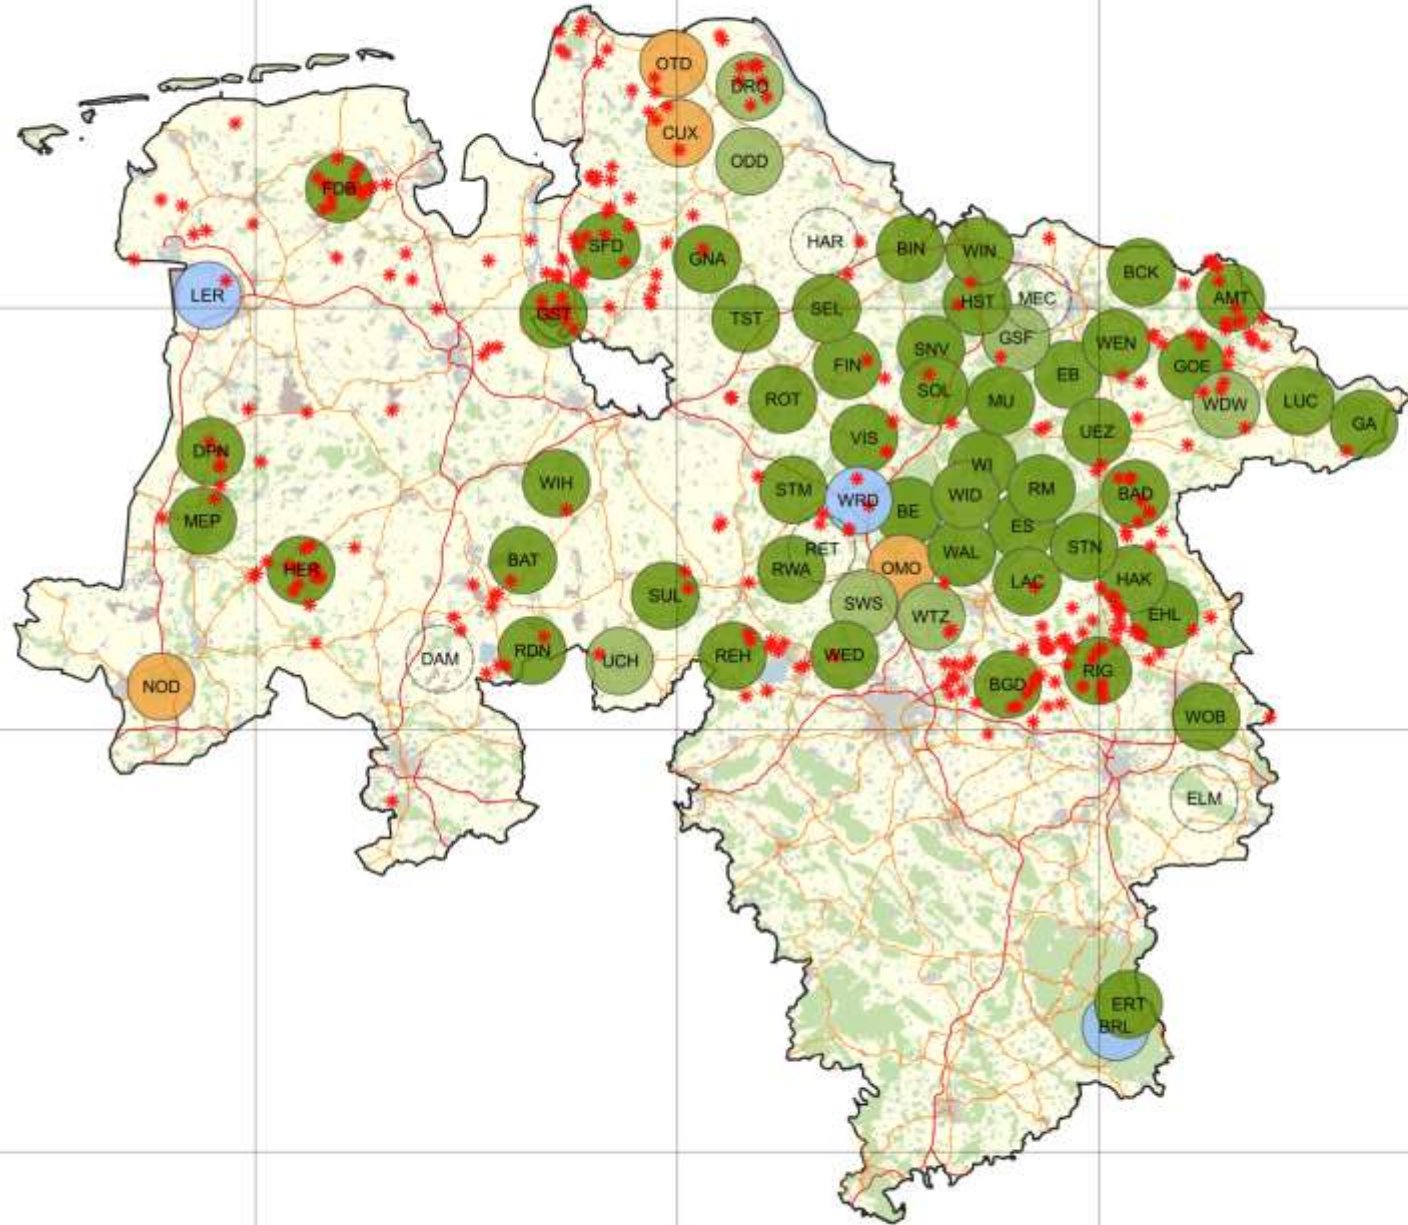 OTD
DRO
CUX
ODD
FDB
HAR
BIN
WIN
SFD
GNA
BCK
LER
AMT
MEC
HST
GST
TST
SEL
GSF
WEN
SNV
FIN
GOE
EB
SOL
ROT
MU
WDW
LUC
GA
VIS
UEZ
DPN
WI
WIH
STM
WID
RM
BAD
WRD
BE
MEP
ES
RET
STN
WAL
BAT
HER
RWA
OMO
LAC
HAK
SUL
SWS
WTZ
EHL
RDN
DAM
UCH
REH
WED
RIG
BGD
NOD
WOB
ELM
ERT
BRL